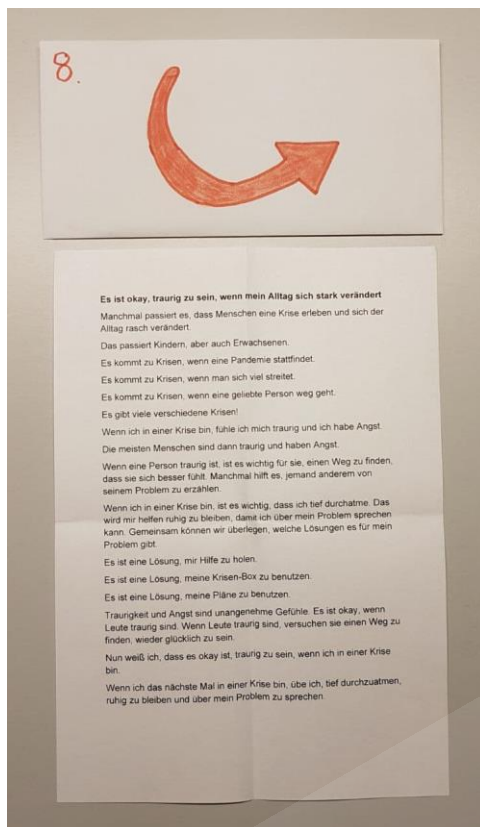 8.
Es ist okay, traurig zu sein, wenn mein Alltag sich stark verändert
Manchmal passiert es, dass Menschen eine Krise erleben und sich der
Alltag rasch verändert.
Das passiert Kindern, aber auch Erwachsenen.
Es kommt zu Krisen, wenn eine Pandemie stattfindet.
Es kommt zu Krisen, wenn man sich viel streitet.
Es kommt zu Krisen, wenn eine geliebte Person weg geht.
Es gibt viele verschiedene Krisen!
Wenn ich in einer Krise bin, fühle ich mich traurig und ich habe Angst.
Die meisten Menschen sind dann traurig und haben Angst.
Wenn eine Person traurig ist, ist es wichtig für sie, einen Weg zu finden,
dass sie sich besser fühlt. Manchmal hilft es, jemand anderem von
seinem Problem zu erzählen.
Wenn ich in einer Krise bin, ist es wichtig, dass ich tief durchatme. Das
wird mir helfen ruhig zu bleiben, damit ich über mein Problem sprechen
kann. Gemeinsam können wir überlegen, welche Lösungen es für mein
Problem gibt.
Es ist eine Lösung, mir Hilfe zu holen.
Es ist eine Lösung, meine Krisen-Box zu benutzen.
Es ist eine Lösung, meine Pläne zu benutzen.
Traurigkeit und Angst sind unangenehme Gefühle. Es ist okay, wenn
Leute traurig sind. Wenn Leute traurig sind, versuchen sie einen Weg zu
finden, wieder glücklich zu sein.
Nun weiß ich, dass es okay ist, traurig zu sein, wenn ich in einer Krise
bin.
Wenn ich das nächste Mal in einer Krise bin, übe ich, tief durchzuatmen,
ruhig zu bleiben und über mein Problem zu sprechen.